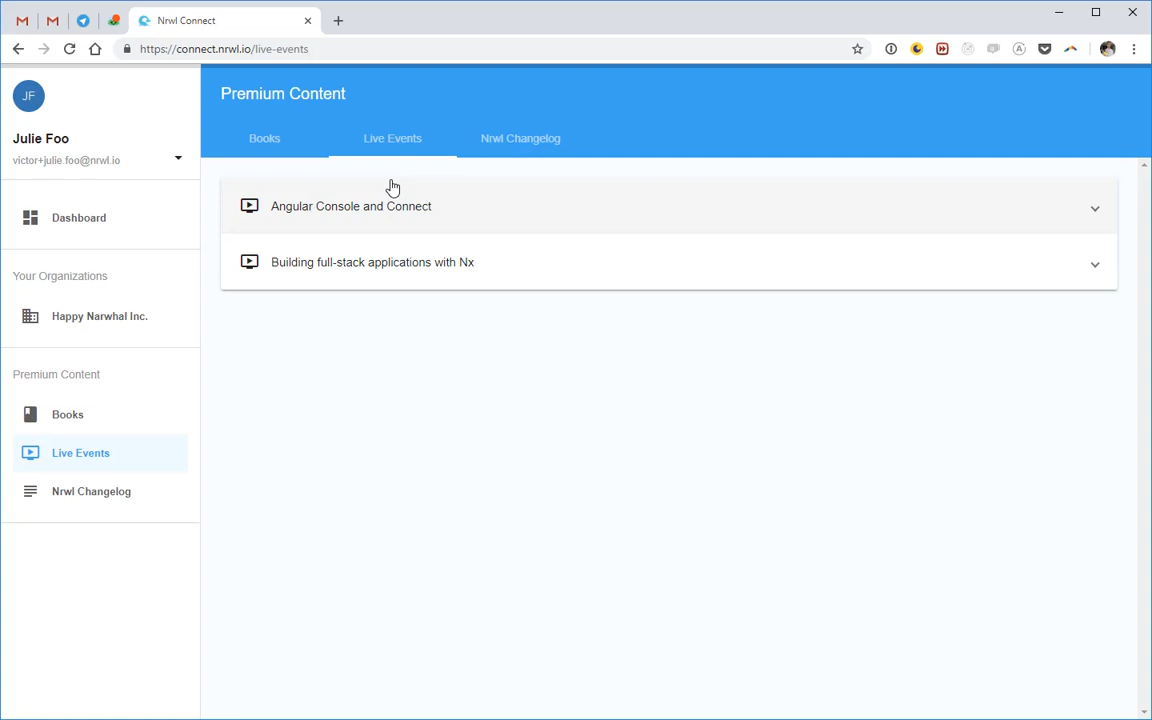 Nrwl Connect
https://connect.nrwl.io/live-events
JF
Julie Foo
victor+julie.foo@nrwl.io
Dashboard
Your Organizations
Happy Narwhal Inc.
Premium Content
Books
Live Events
Nrwl Changelog
Premium Content
Books
Live Events
Nrwl Changelog
Angular Console and Connect
Building full-stack applications with Nx